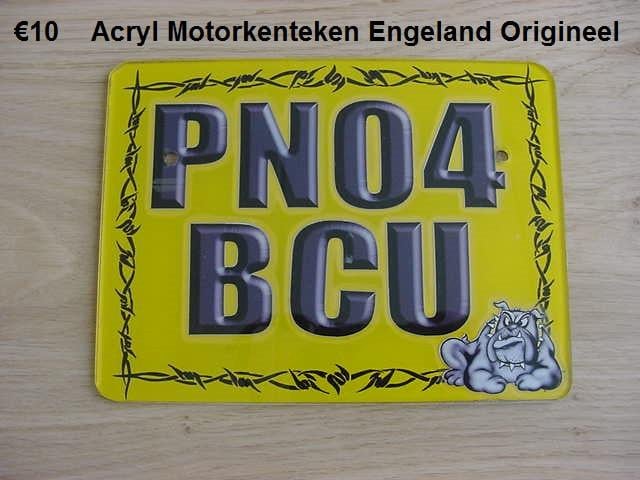 €10 Acryl Motorkenteken Engeland Origineel
PN04
BCU